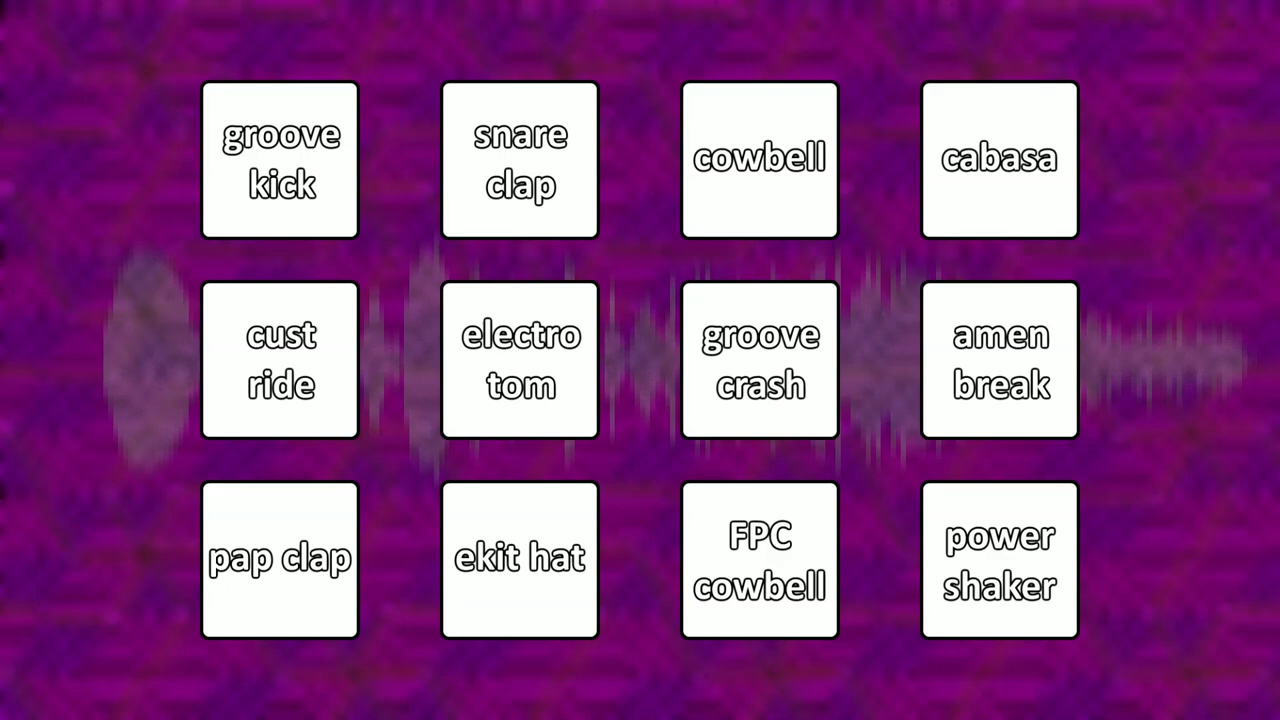 groove
kick
snare
clap
cowbell
cabasa
cust
ride
electro
tom
groove
crash
amen
break
pap clap
ekit hat
FPC
cowbell
power
shaker